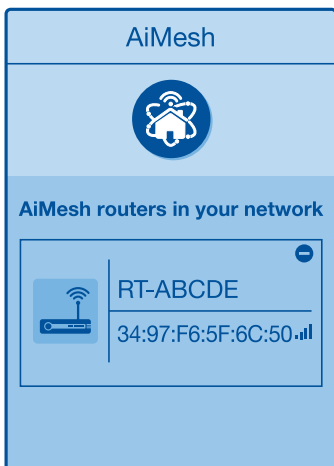 AiMesh
AiMesh routers in your network
RT-ABCDE
34:97:F6:5F:6C:50